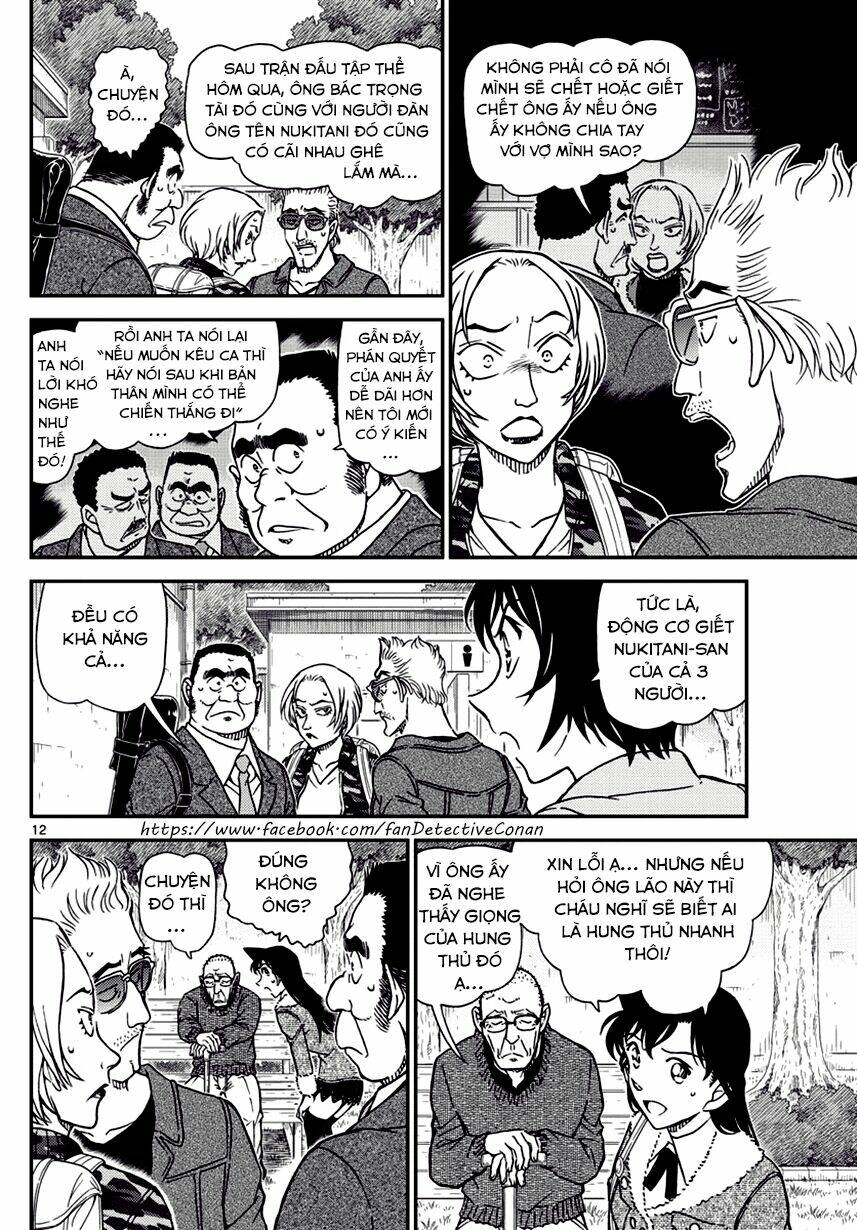 KHÔNG PHẢI CÔ ĐÃ NÓI
MÌNH SẼ CHẾT HOẶC GIẾT
CHẾT ÔNG ẤY NẾU ÔNG
ẤY KHÔNG CHIA TAY
VỚI VỢ MÌNH SAO?
SAU TRẬN ĐẤU TẬP THỂ
HÔM QUA, ÔNG BÁC TRỌNG
TÀI ĐÓ CÙNG VỚI NGƯỜI ĐÀN
ÔNG TÊN NUKITANI ĐÓ CŨNG
CÓ CÃI NHAU GHÊ
LẮM MÀ...
À,
CHUYỆN
ĐÓ...
GẦN ĐÂY,
PHÁN QUYẾT
CỦA ANH ẤY
DỄ DÃI HƠN
NÊN TÔI MỚI
CÓ Ý KIẾN
...
RỒI ANH TA NÓI LẠI
"NẾU MUỐN KÊU CA THÌ
HÃY NÓI SAU KHI BẢN
THÂN MÌNH CÓ THỂ
CHIẾN THẮNG ĐI"
...
ANH
TA NÓI
LỜI KHÓ
NGHE
NHƯ
THẾ
ĐÓ!
TỨC LÀ,
ĐỘNG CƠ GIẾT
NUKITANI-SAN
CỦA CẢ 3
NGƯỜI...
ĐỀU CÓ
KHẢ NĂNG
CẢ...
12
https://www.facebook.com/fanDetectiveConan
XIN LỖI Ạ... NHƯNG NẾU
HỎI ÔNG LÃO NÀY THÌ
CHÁU NGHĨ SẼ BIẾT AI
LÀ HUNG THỦ NHANH
THÔI!
VÌ ÔNG ẤY
ĐÃ NGHE
THẤY GIỌNG
CỦA HUNG
THỦ ĐÓ
Ạ...
ĐÚNG
KHÔNG
ÔNG?
CHUYỆN
ĐÓ THÌ
...